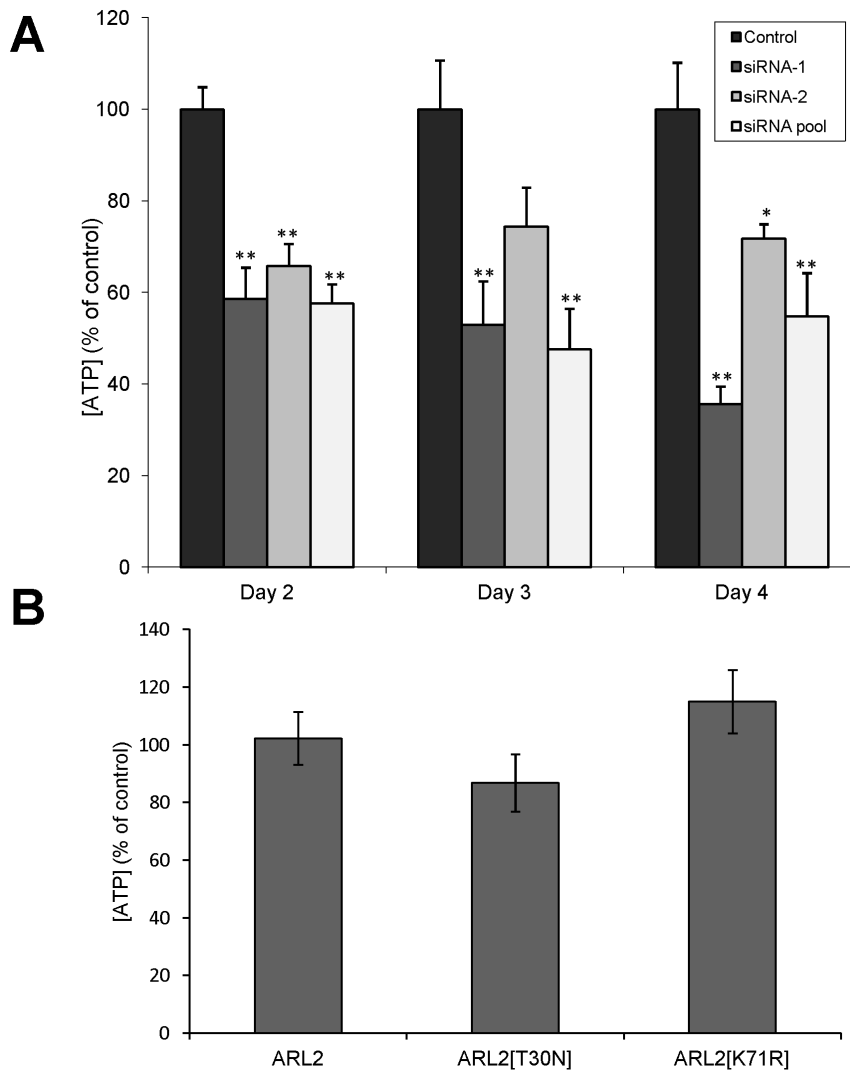 A
120
100
80
60
40
20
0
[ATP] (% of control)
Control
siRNA-1
siRNA-2
siRNA pool
** ** **
** **
** * **
Day 2 Day 3 Day 4
B
140
120
100
80
60
40
20
0
[ATP] (% of control)
ARL2 ARL2[T30N] ARL2[K71R]